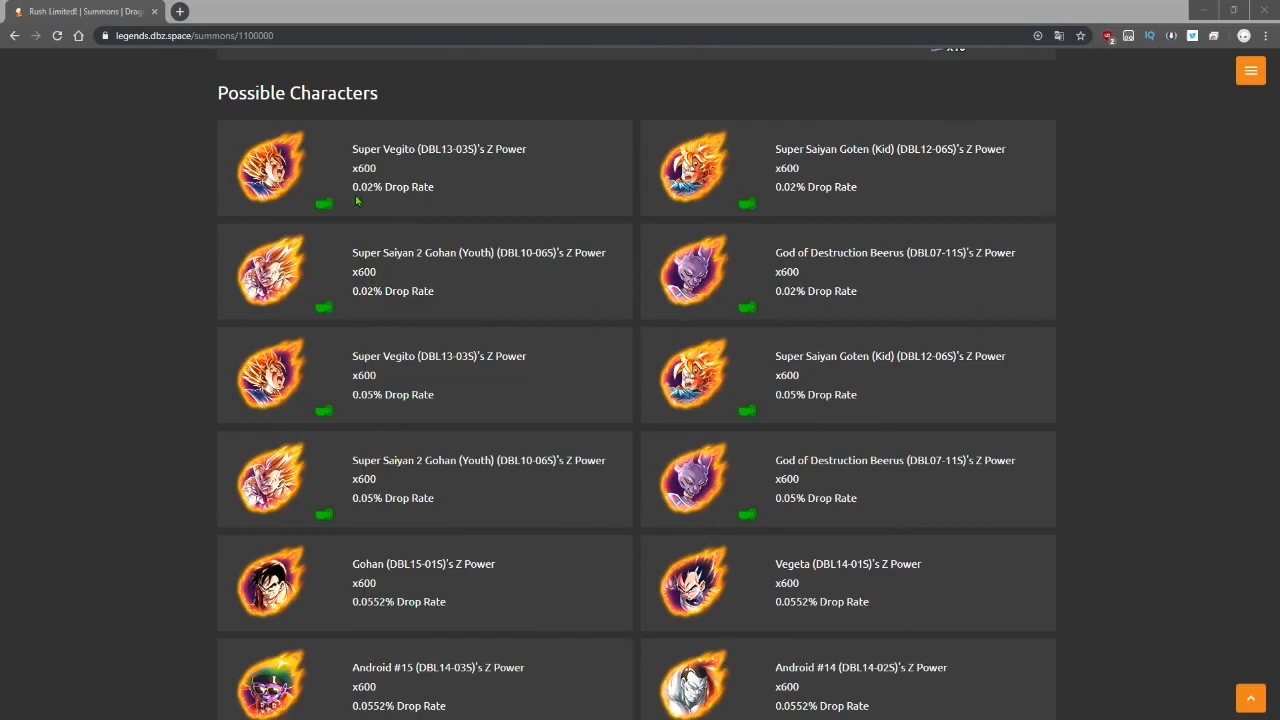 Rush Limited! | Summons | Drag
legends.dbz.space/summons/1100000
x10
Possible Characters
Super Vegito (DBL13-03S)'s Z Power
x600
0.02% Drop Rate
Super Saiyan Goten (Kid) (DBL12-06S)'s Z Power
x600
0.02% Drop Rate
Super Saiyan 2 Gohan (Youth) (DBL10-06S)'s Z Power
x600
0.02% Drop Rate
God of Destruction Beerus (DBL07-11S)'s Z Power
x600
0.02% Drop Rate
Super Vegito (DBL13-03S)'s Z Power
x600
0.05% Drop Rate
Super Saiyan Goten (Kid) (DBL12-06S)'s Z Power
x600
0.05% Drop Rate
Super Saiyan 2 Gohan (Youth) (DBL10-06S)'s Z Power
x600
0.05% Drop Rate
God of Destruction Beerus (DBL07-11S)'s Z Power
x600
0.05% Drop Rate
Gohan (DBL15-01S)'s Z Power
x600
0.0552% Drop Rate
Vegeta (DBL14-01S)'s Z Power
x600
0.0552% Drop Rate
Android #15 (DBL14-03S)'s Z Power
x600
0.0552% Drop Rate
Android #14 (DBL14-02S)'s Z Power
x600
0.0552% Drop Rate